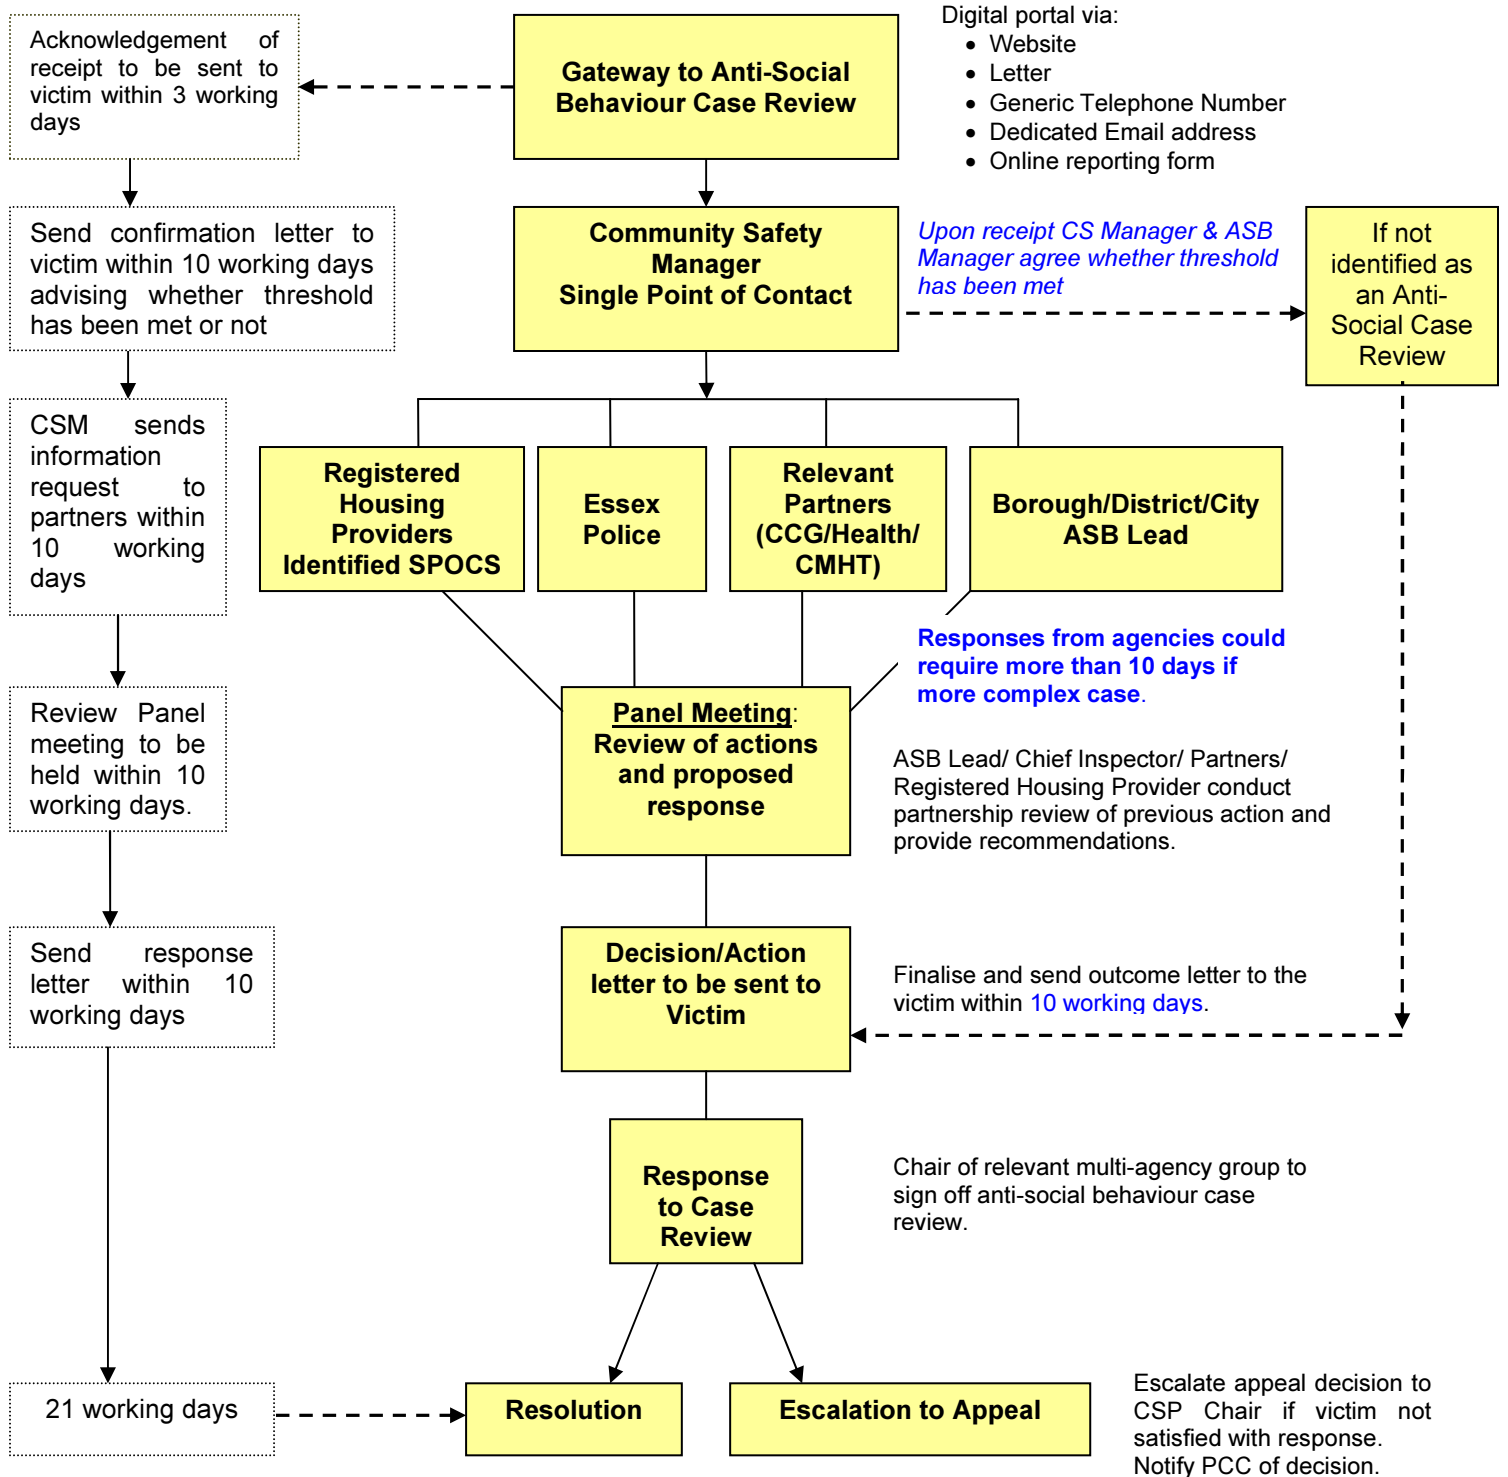 Acknowledgement of
receipt to be sent to
victim within 3 working
days
Gateway to Anti-Social
Behaviour Case Review
Digital portal via:
• Website
• Letter
• Generic Telephone Number
• Dedicated Email address
• Online reporting form
Send confirmation letter to
victim within 10 working days
advising whether threshold
has been met or not
Community Safety
Manager
Single Point of Contact
Upon receipt CS Manager & ASB
Manager agree whether threshold
has been met
If not
identified as
an Anti-
Social Case
Review
CSM sends
information
request to
partners within
10 working
days
Registered
Housing
Providers
Identified SPOCS
Essex
Police
Relevant
Partners
(CCG/Health/
CMHT)
Borough/District/City
ASB Lead
Responses from agencies could
require more than 10 days if
more complex case.
Review Panel
meeting to be
held within 10
working days.
Panel Meeting:
Review of actions
and proposed
response
ASB Lead/ Chief Inspector/ Partners/
Registered Housing Provider conduct
partnership review of previous action and
provide recommendations.
Send response
letter within 10
working days
Decision/Action
letter to be sent to
Victim
Finalise and send outcome letter to the
victim within 10 working days.
Response
to Case
Review
Chair of relevant multi-agency group to
sign off anti-social behaviour case
review.
21 working days
Resolution
Escalation to Appeal
Escalate appeal decision to
CSP Chair if victim not
satisfied with response.
Notify PCC of decision.